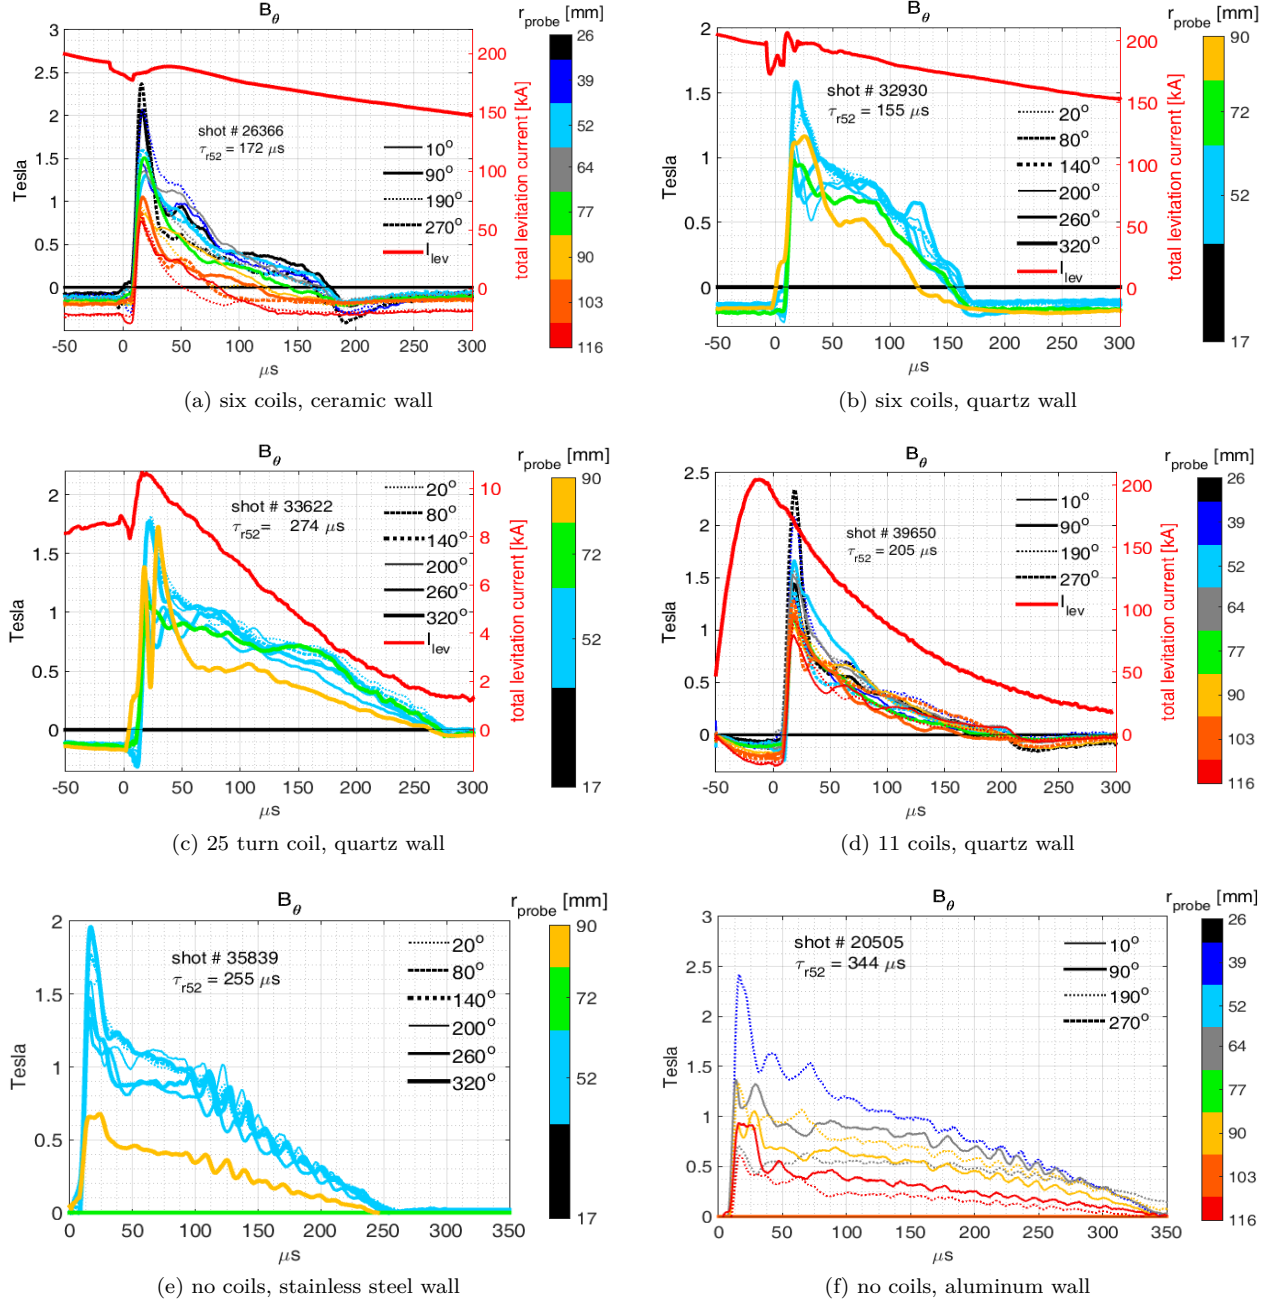 B_θ
r_probe [mm]
3
2.5
2
1.5
1
0.5
0
Tesla
shot # 26366
τ_r52 = 172 μs
10°
90°
190°
270°
I_lev
200
150
100
50
0
total levitation current [kA]
26
39
52
64
77
90
103
116
-50 0 50 100 150 200 250 300
μs
(a) six coils, ceramic wall
B_θ
r_probe [mm]
2
1.5
1
0.5
0
Tesla
shot # 32930
τ_r52 = 155 μs
20°
80°
140°
200°
260°
320°
I_lev
200
150
100
50
0
total levitation current [kA]
90
72
52
17
-50 0 50 100 150 200 250 300
μs
(b) six coils, quartz wall
B_θ
r_probe [mm]
2
1.5
1
0.5
0
Tesla
shot # 33622
τ_r52 = 274 μs
20°
80°
140°
200°
260°
320°
I_lev
10
8
6
4
2
0
total levitation current [kA]
90
72
52
17
-50 0 50 100 150 200 250 300
μs
(c) 25 turn coil, quartz wall
B_θ
r_probe [mm]
2.5
2
1.5
1
0.5
0
Tesla
shot # 39650
τ_r52 = 205 μs
10°
90°
190°
270°
I_lev
200
150
100
50
0
total levitation current [kA]
26
39
52
64
77
90
103
116
-50 0 50 100 150 200 250 300
μs
(d) 11 coils, quartz wall
B_θ
r_probe [mm]
2
1.5
1
0.5
0
Tesla
shot # 35839
τ_r52 = 255 μs
20°
80°
140°
200°
260°
320°
90
72
52
17
0 50 100 150 200 250 300 350
μs
(e) no coils, stainless steel wall
B_θ
r_probe [mm]
3
2.5
2
1.5
1
0.5
0
Tesla
shot # 20505
τ_r52 = 344 μs
10°
90°
190°
270°
26
39
52
64
77
90
103
116
0 50 100 150 200 250 300 350
μs
(f) no coils, aluminum wall